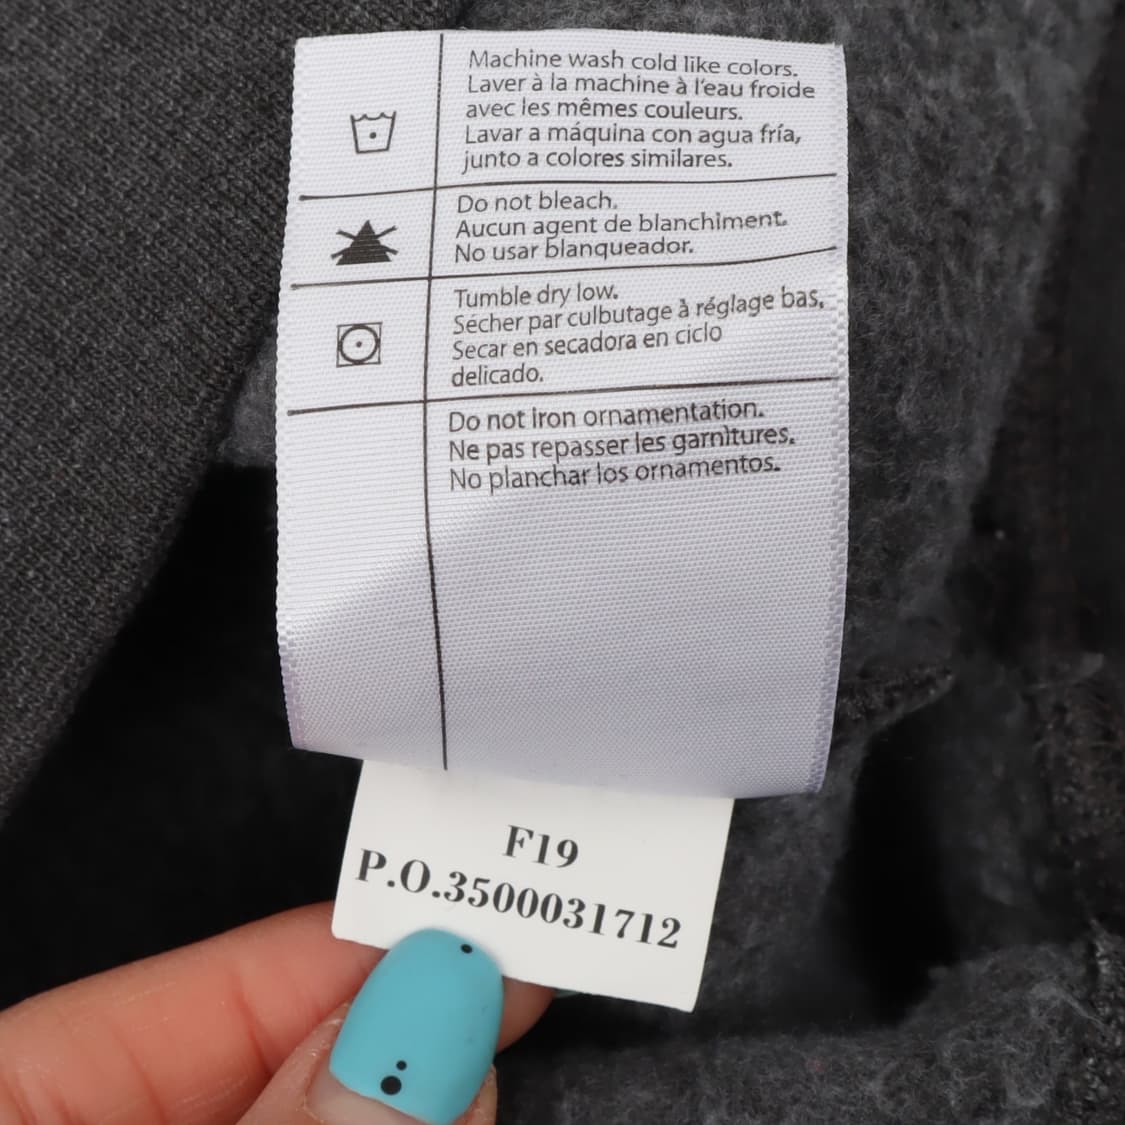 Machine wash cold like colors.
Laver à la machine à l'eau froide
avec les mêmes couleurs.
Lavar a máquina con agua fría,
junto a colores similares.
Do not bleach.
Aucun agent de blanchiment.
No usar blanqueador.
Tumble dry low.
Sécher par culbutage à réglage bas.
Secar en secadora en ciclo
delicado.
Do not iron ornamentation.
Ne pas repasser les garnitures.
No planchar los ornamentos.
F19
P.O.3500031712